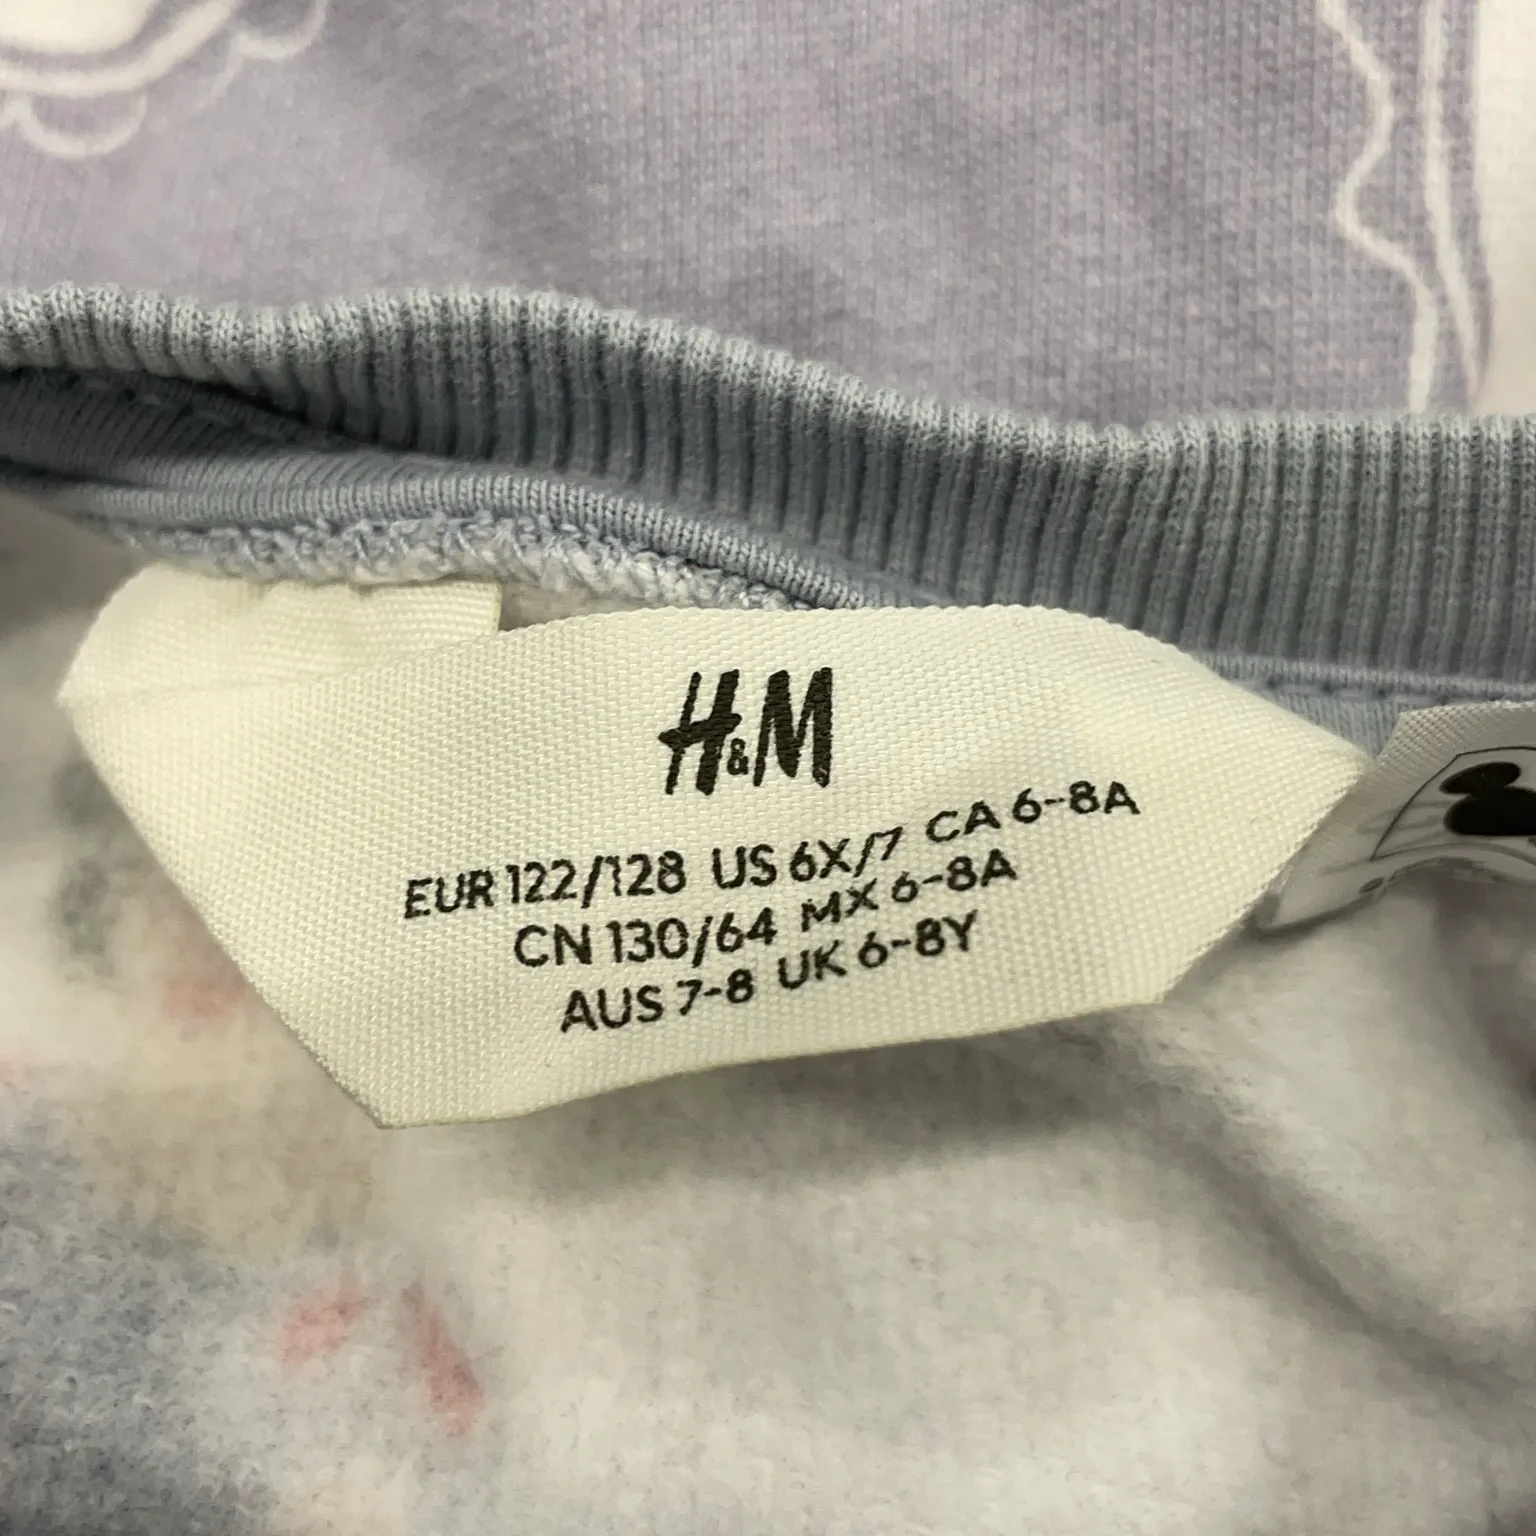 H&M
EUR 122/128 US 6X/7 CA 6-8A
CN 130/64 MX 6-8A
AUS 7-8 UK 6-8Y